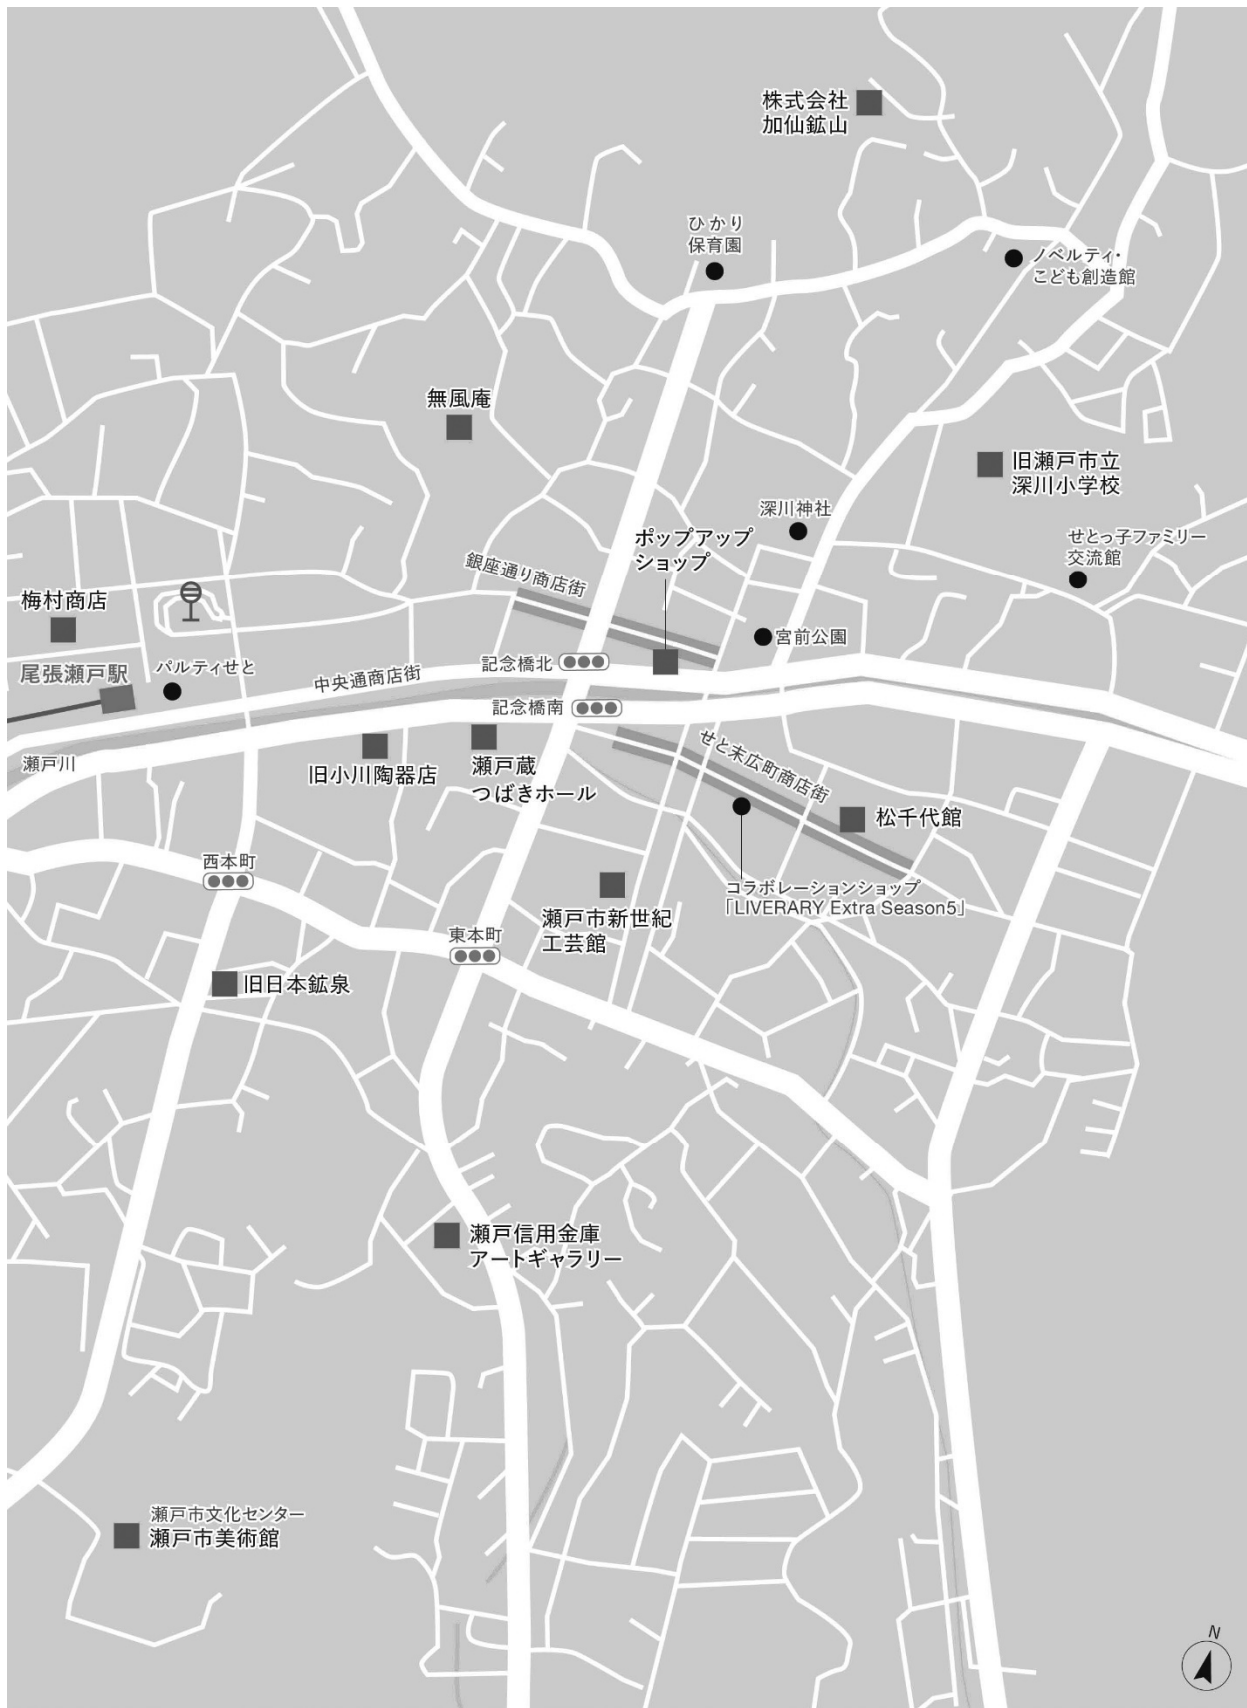 株式会社
加仙鉱山
ひかり
保育園
ノベルティ・
こども創造館
無風庵
旧瀬戸市立
深川小学校
深川神社
ポップアップ
ショップ
せとっ子ファミリー
交流館
銀座通り商店街
梅村商店
宮前公園
尾張瀬戸駅
パルティせと
中央通商店街
記念橋北
記念橋南
瀬戸川
旧小川陶器店
瀬戸蔵
つばきホール
せと末広町商店街
松千代館
西本町
コラボレーションショップ
「LIVERARY Extra Season5」
瀬戸市新世紀
工芸館
東本町
旧日本鉱泉
瀬戸信用金庫
アートギャラリー
瀬戸市文化センター
瀬戸市美術館
N